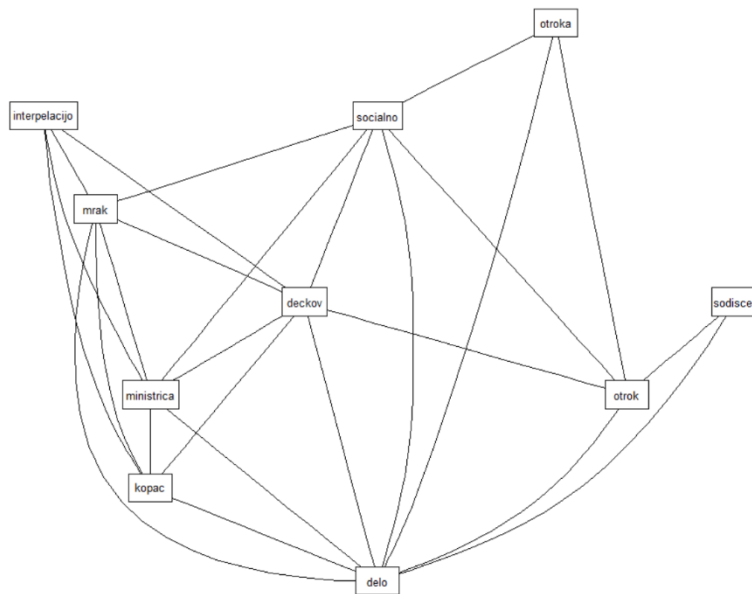 otroka
interpelacijo
socialno
mrak
deckov
sodisce
ministrica
otrok
kopac
delo